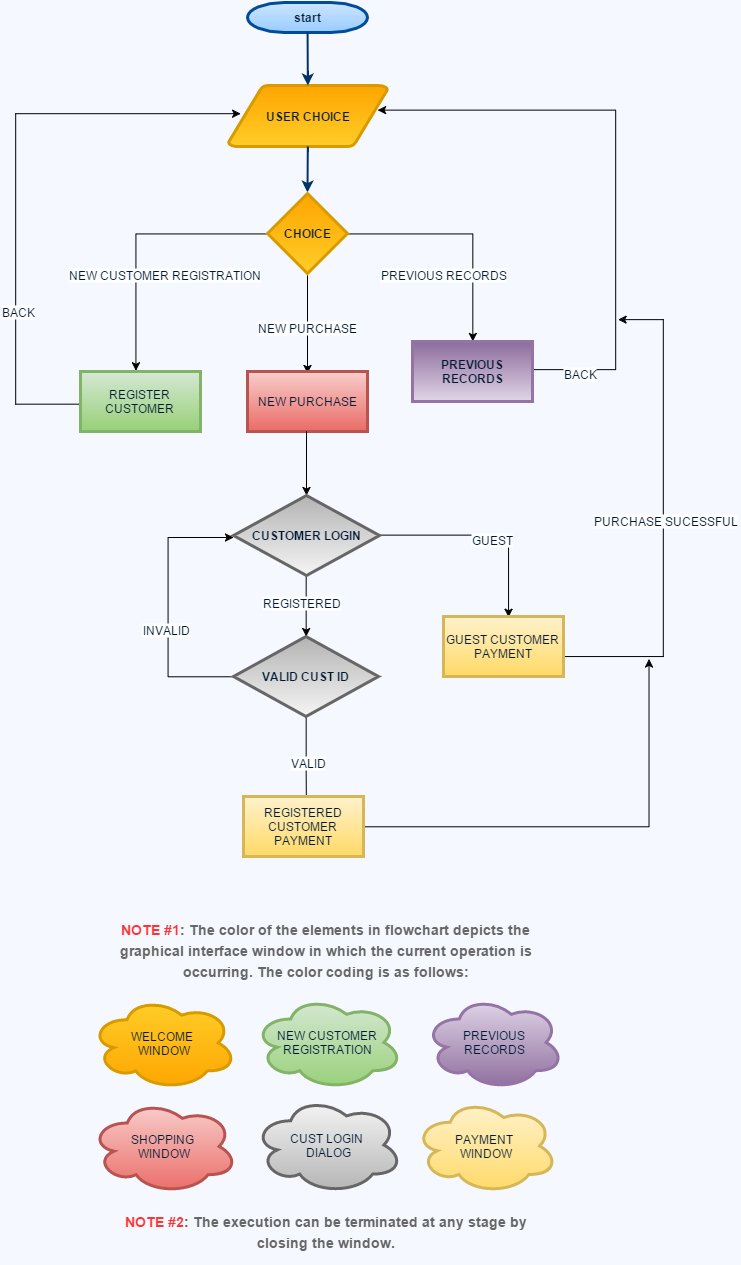 start
USER CHOICE
CHOICE
NEW CUSTOMER REGISTRATION
PREVIOUS RECORDS
BACK
NEW PURCHASE
PREVIOUS
RECORDS
BACK
REGISTER
CUSTOMER
NEW PURCHASE
PURCHASE SUCESSFUL
CUSTOMER LOGIN
GUEST
REGISTERED
INVALID
GUEST CUSTOMER
PAYMENT
VALID CUST ID
VALID
REGISTERED
CUSTOMER
PAYMENT
NOTE #1: The color of the elements in flowchart depicts the
graphical interface window in which the current operation is
occurring. The color coding is as follows:
WELCOME
WINDOW
NEW CUSTOMER
REGISTRATION
PREVIOUS
RECORDS
SHOPPING
WINDOW
CUST LOGIN
DIALOG
PAYMENT
WINDOW
NOTE #2: The execution can be terminated at any stage by
closing the window.